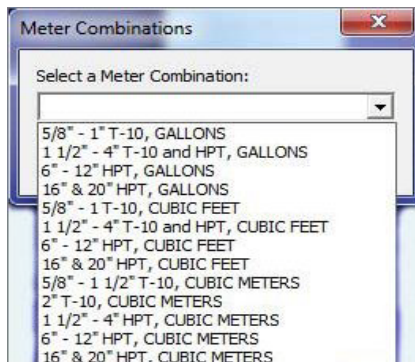 Meter Combinations
Select a Meter Combination:
5/8" - 1" T-10, GALLONS
1 1/2" - 4" T-10 and HPT, GALLONS
6" - 12" HPT, GALLONS
16" & 20" HPT, GALLONS
5/8" - 1 T-10, CUBIC FEET
1 1/2" - 4" T-10 and HPT, CUBIC FEET
6" - 12" HPT, CUBIC FEET
16" & 20" HPT, CUBIC FEET
5/8" - 1 1/2" T-10, CUBIC METERS
2" T-10, CUBIC METERS
1 1/2" - 4" HPT, CUBIC METERS
6" - 12" HPT, CUBIC METERS
16" & 20" HPT, CUBIC METERS